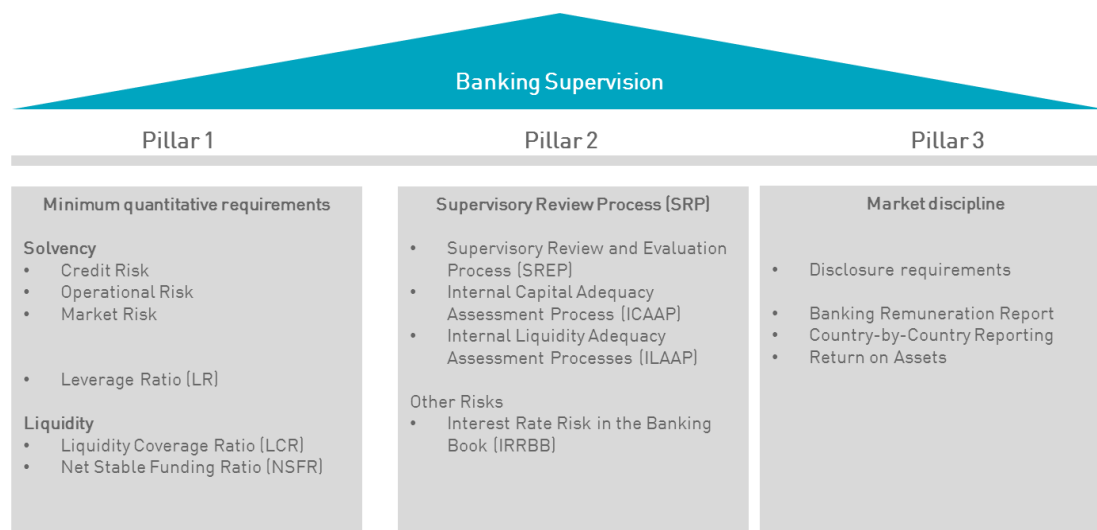 Banking Supervision
Pillar 1
Pillar 2
Pillar 3
Minimum quantitative requirements
Solvency
• Credit Risk
• Operational Risk
• Market Risk
• Leverage Ratio (LR)
Liquidity
• Liquidity Coverage Ratio (LCR)
• Net Stable Funding Ratio (NSFR)
Supervisory Review Process (SRP)
• Supervisory Review and Evaluation
Process (SREP)
• Internal Capital Adequacy
Assessment Process (ICAAP)
• Internal Liquidity Adequacy
Assessment Processes (ILAAP)
Other Risks
• Interest Rate Risk in the Banking
Book (IRRBB)
Market discipline
• Disclosure requirements
• Banking Remuneration Report
• Country-by-Country Reporting
• Return on Assets